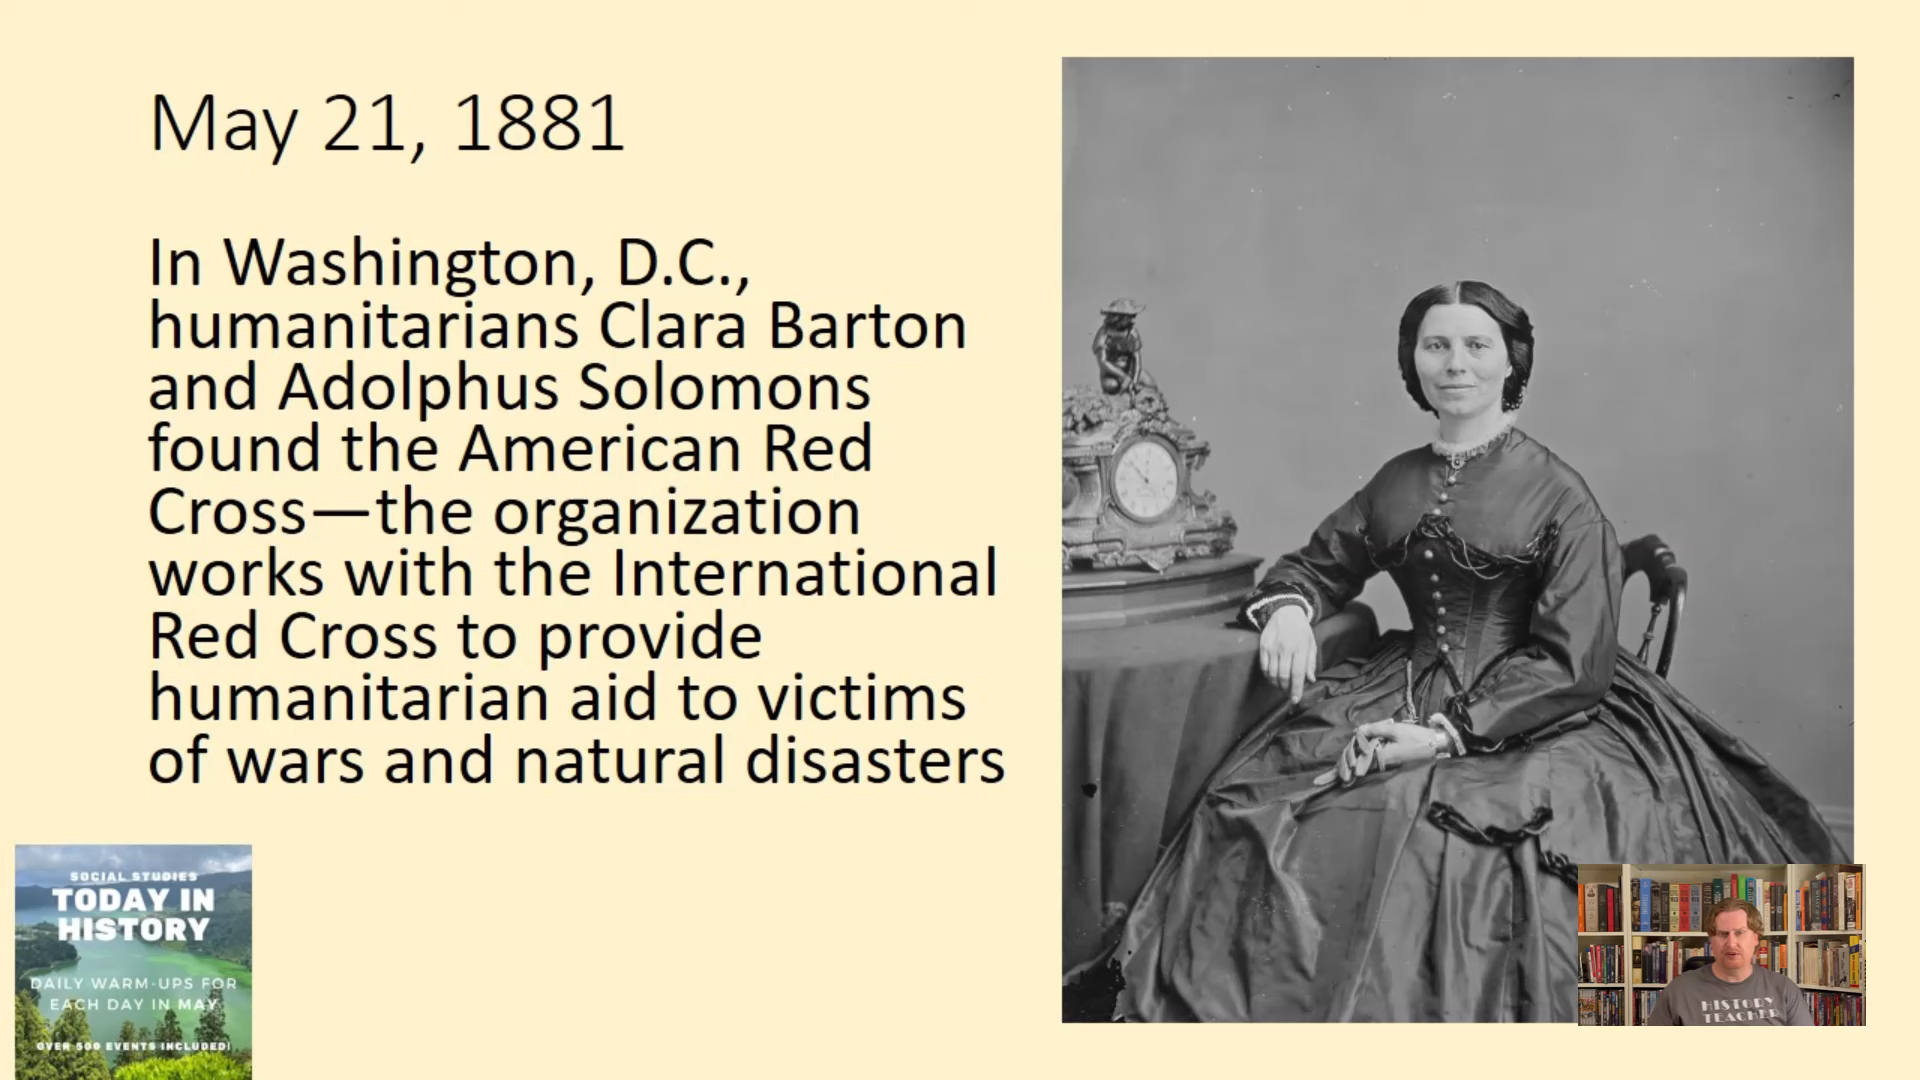 May 21, 1881
In Washington, D.C.,
humanitarians Clara Barton
and Adolphus Solomons
found the American Red
Cross—the organization
works with the International
Red Cross to provide
humanitarian aid to victims
of wars and natural disasters
SOCIAL STUDIES
TODAY IN
HISTORY
DAILY WARM-UPS FOR
EACH DAY IN MAY
OVER 500 EVENTS INCLUDED!
HISTORY
TEACHER